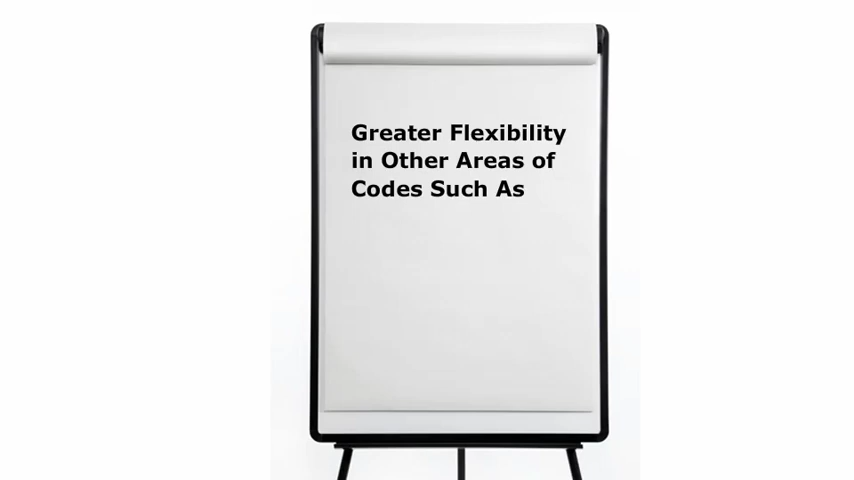 Greater Flexibility
in Other Areas of
Codes Such As